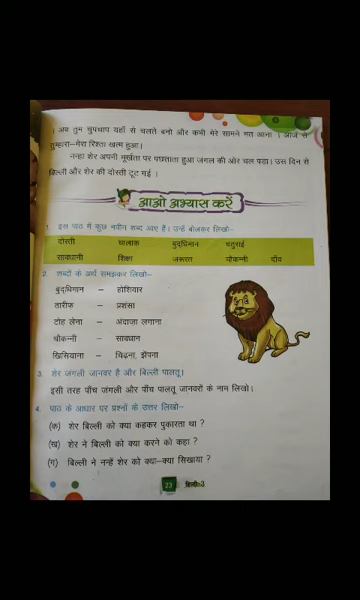 । अब तुम चुपचाप यहाँ से चलते बनो और कभी मेरे सामने मत आना । आज से
तुम्हारा–मेरा रिश्ता खत्म हुआ।
नन्हा शेर अपनी मूर्खता पर पछताता हुआ जंगल की ओर चल पड़ा। उस दिन से
बिल्ली और शेर की दोस्ती टूट गई ।
आओ अभ्यास करें
1. इस पाठ में कुछ नवीन शब्द आए हैं। उन्हें बोलकर लिखो–
दोस्ती चालाक बुद्धिमान चतुराई
सावधानी शिक्षा जरूरत चौकन्नी दाँव
2. शब्दों के अर्थ समझकर लिखो–
बुद्धिमान – होशियार
तारीफ – प्रशंसा
टोह लेना – अंदाजा लगाना
चौकन्नी – सावधान
खिसियाना – चिढ़ना, झेंपना
3. शेर जंगली जानवर है और बिल्ली पालतू।
इसी तरह पाँच जंगली और पाँच पालतू जानवरों के नाम लिखो।
4. पाठ के आधार पर प्रश्नों के उत्तर लिखो–
(क) शेर बिल्ली को क्या कहकर पुकारता था ?
(ख) शेर ने बिल्ली को क्या करने को कहा ?
(ग) बिल्ली ने नन्हें शेर को क्या–क्या सिखाया ?
23 हिन्दी-3